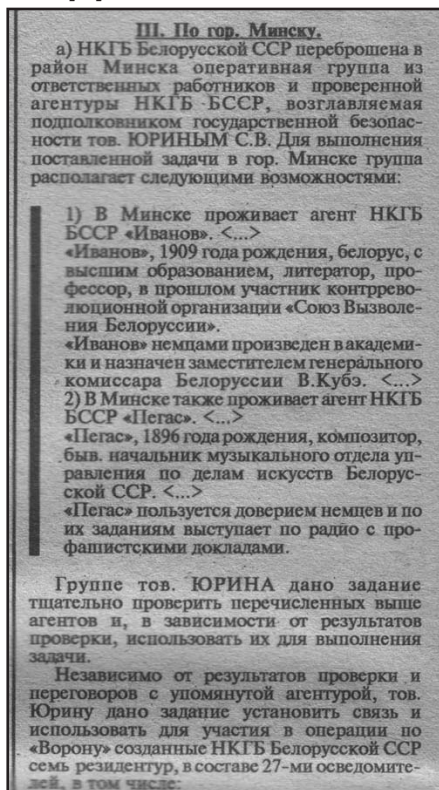 III. По гор. Минску.
а) НКГБ Белорусской ССР переброшена в
район Минска оперативная группа из
ответственных работников и проверенной
агентуры НКГБ БССР, возглавляемая
подполковником государственной безопас-
ности тов. ЮРИНЫМ С.В. Для выполнения
поставленной задачи в гор. Минске группа
располагает следующими возможностями:
1) В Минске проживает агент НКГБ
БССР «Иванов». <...>
«Иванов», 1909 года рождения, белорус, с
высшим образованием, литератор, про-
фессор, в прошлом участник контррево-
люционной организации «Союз Вызволе-
ния Белоруссии».
«Иванов» немцами произведен в академи-
ки и назначен заместителем генерального
комиссара Белоруссии В.Кубэ. <...>
2) В Минске также проживает агент НКГБ
БССР «Пегас». <...>
«Пегас», 1896 года рождения, композитор,
быв. начальник музыкального отдела уп-
равления по делам искусств Белорус-
ской ССР. <...>
«Пегас» пользуется доверием немцев и по
их заданиям выступает по радио с про-
фашистскими докладами.
Группе тов. ЮРИНА дано задание
тщательно проверить перечисленных выше
агентов и, в зависимости от результатов
проверки, использовать их для выполнения
задачи.
Независимо от результатов проверки и
переговоров с упомянутой агентурой, тов.
Юрину дано задание установить связь и
использовать для участия в операции по
«Ворону» созданные НКГБ Белорусской ССР
семь резидентур, в составе 27-ми осведомите-
лей, в том числе: